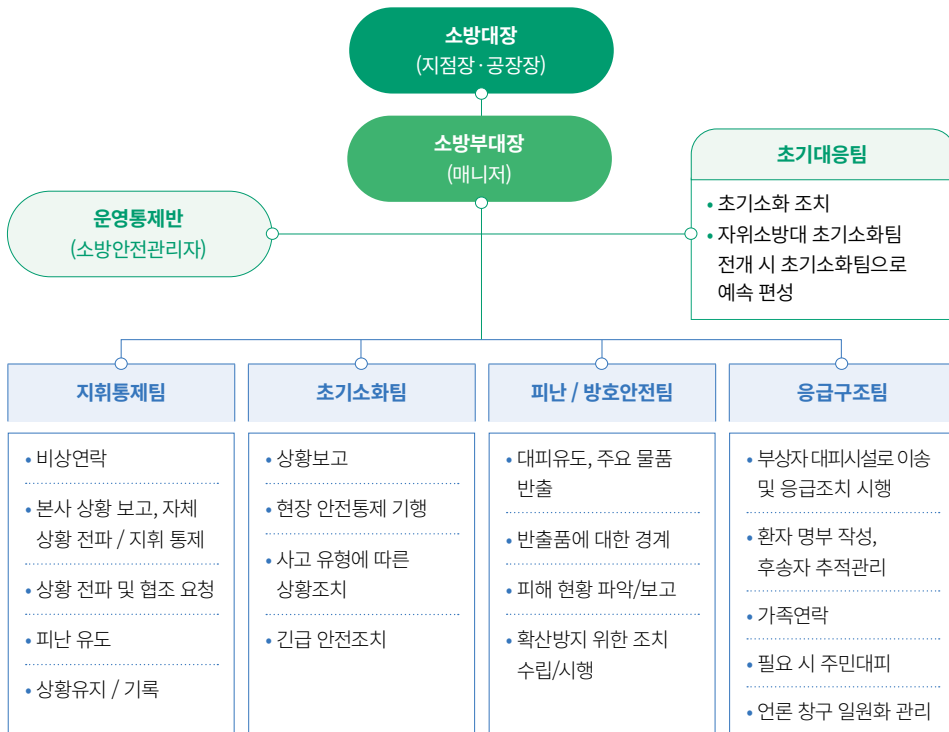 소방대장
(지점장·공장장)
소방부대장
(매니저)
초기대응팀
• 초기소화 조치
• 자위소방대 초기소화팀
전개 시 초기소화팀으로
예속 편성
운영통제반
(소방안전관리자)
지휘통제팀
• 비상연락
• 본사 상황 보고, 자체
상황 전파 / 지휘 통제
• 상황 전파 및 협조 요청
• 피난 유도
• 상황유지 / 기록
초기소화팀
• 상황보고
• 현장 안전통제 기행
• 사고 유형에 따른
상황조치
• 긴급 안전조치
피난 / 방호안전팀
• 대피유도, 주요 물품
반출
• 반출품에 대한 경계
• 피해 현황 파악/보고
• 확산방지 위한 조치
수립/시행
응급구조팀
• 부상자 대피시설로 이송
및 응급조치 시행
• 환자 명부 작성,
후송자 추적관리
• 가족연락
• 필요 시 주민대피
• 언론 창구 일원화 관리